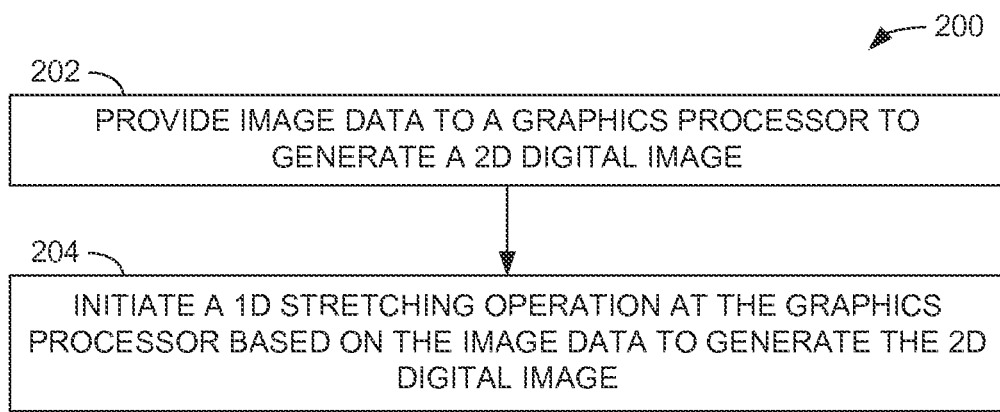 200
202
PROVIDE IMAGE DATA TO A GRAPHICS PROCESSOR TO
GENERATE A 2D DIGITAL IMAGE
204
INITIATE A 1D STRETCHING OPERATION AT THE GRAPHICS
PROCESSOR BASED ON THE IMAGE DATA TO GENERATE THE 2D
DIGITAL IMAGE